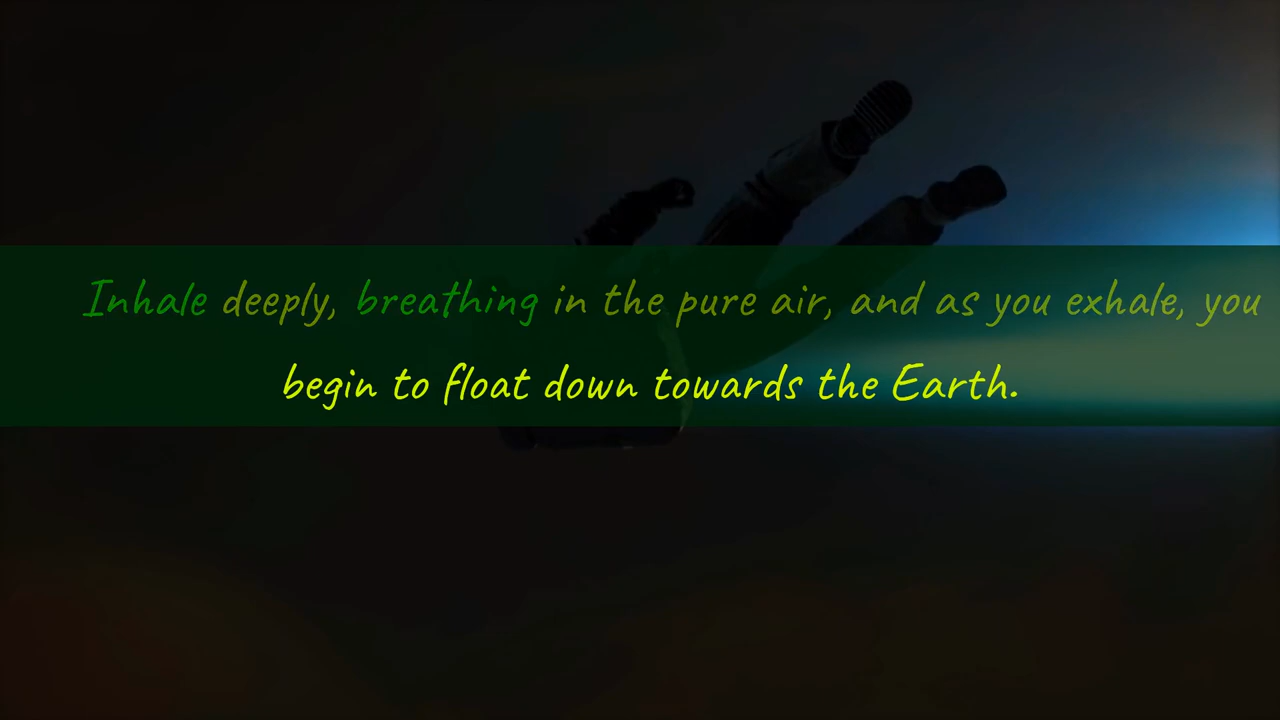 Inhale deeply, breathing in the pure air, and as you exhale, you
begin to float down towards the Earth.